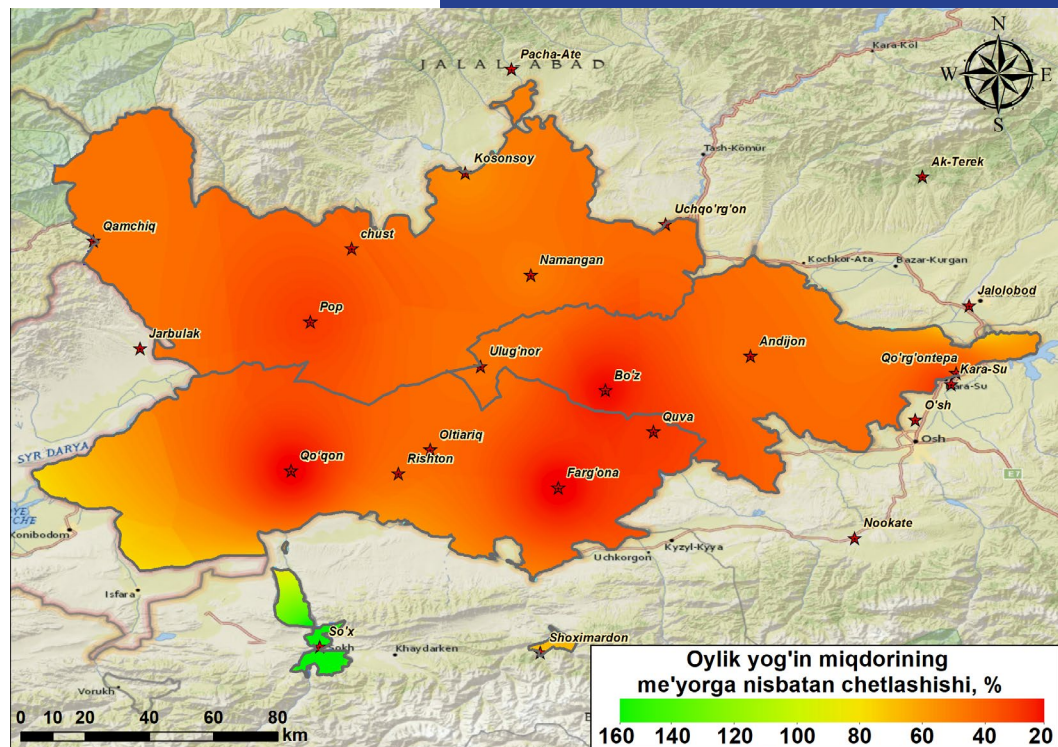 N
W E
S
Pacha-Ate
JALAL-ABAD
Kara-Köl
Tash-Kömür
Kosonsoy
Ak-Terek
Uchqo'rg'on
Qamchiq
chust
Namangan
Kochkor-Ata
Bazar-Kurgan
Jalolobod
Pop
Jarbulak
Ulug'nor
Andijon
Qo'rg'ontepa
Kara-Su
Kara-Su
Bo'z
Quva
O'sh
Osh
SYR DARYA
Oltiariq
Qo'qon
Rishton
Farg'ona
E7
Konibodom
Nookate
Kyzyl-Kyya
Uchkorgon
Isfara
So'x
Sokh
Khaydarken
Shoximardon
Vorukh
Oylik yog'in miqdorining
me'yorga nisbatan chetlashishi, %
160 140 120 100 80 60 40 20
0 10 20 40 60 80
km